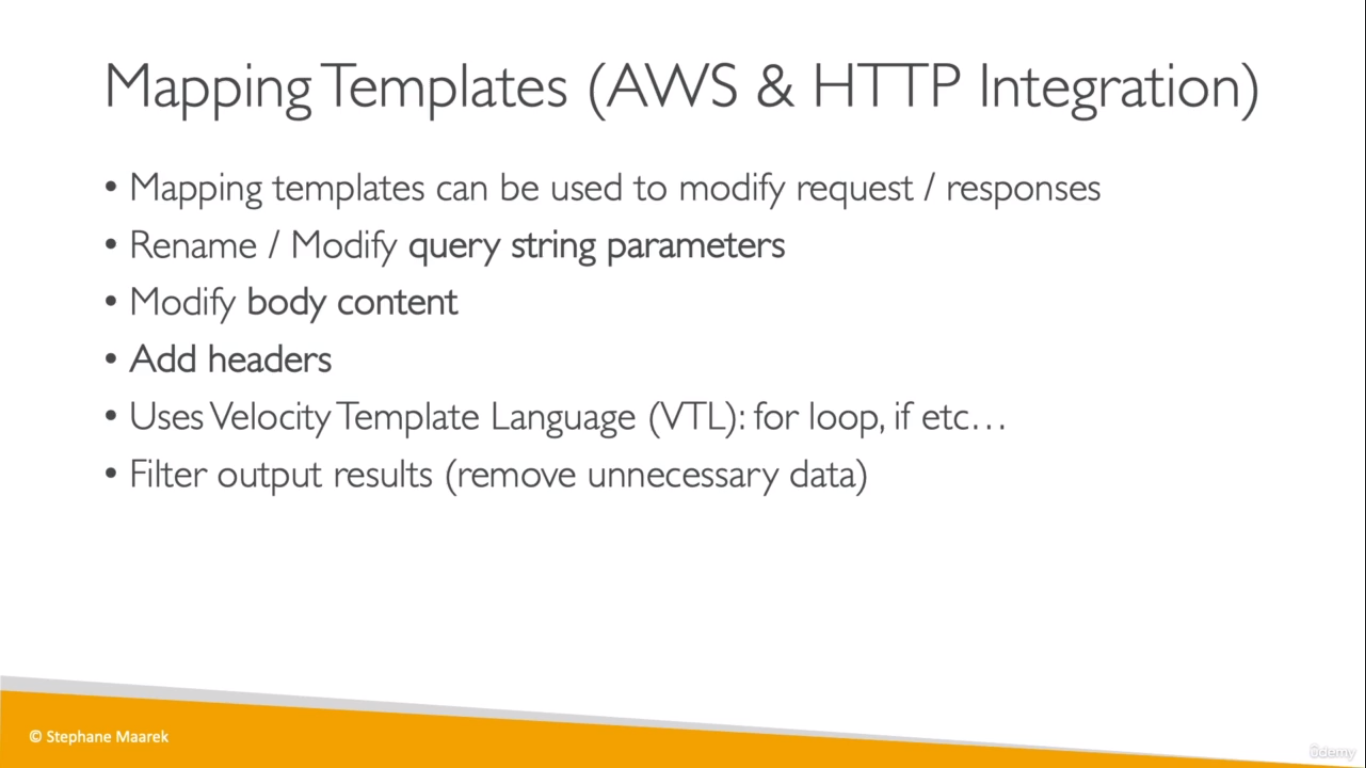 Mapping Templates (AWS & HTTP Integration)
• Mapping templates can be used to modify request / responses
• Rename / Modify query string parameters
• Modify body content
• Add headers
• Uses Velocity Template Language (VTL): for loop, if etc…
• Filter output results (remove unnecessary data)
© Stephane Maarek
ûdemy